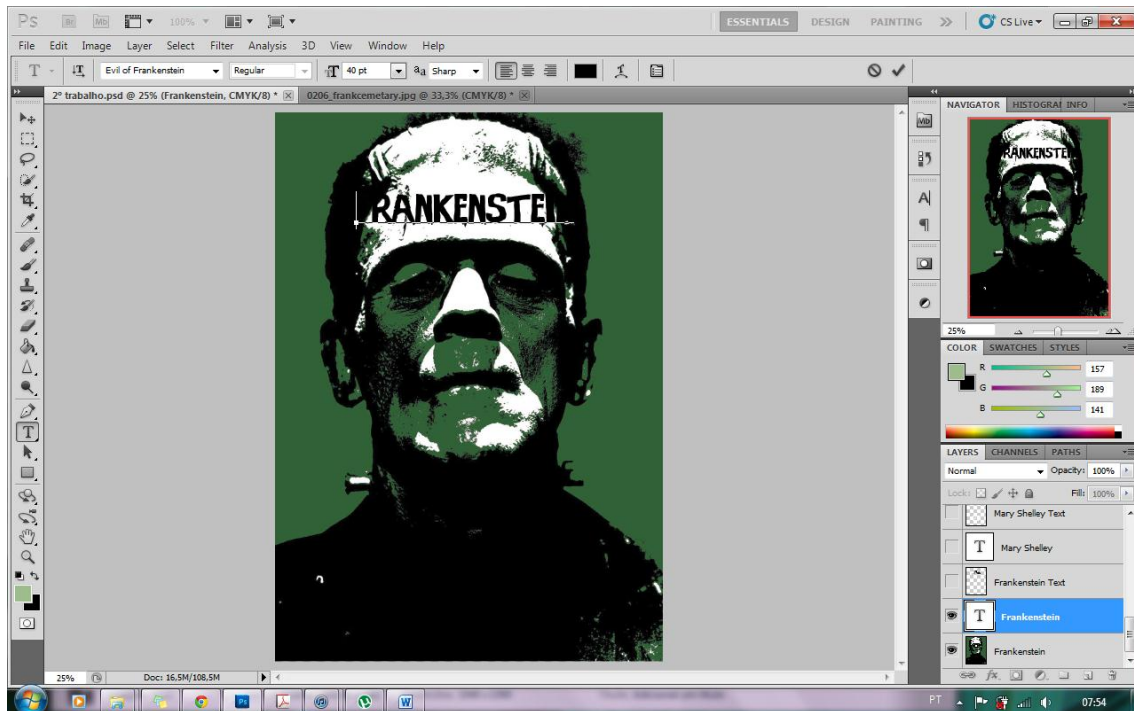 Ps Br Mb 100% ESSENTIALS DESIGN PAINTING CS Live
File Edit Image Layer Select Filter Analysis 3D View Window Help
T T Evil of Frankenstein Regular T 40 pt aa Sharp
2º trabalho.psd @ 25% (Frankenstein, CMYK/8) * 0206_frankcemetary.jpg @ 33,3% (CMYK/8) *
NAVIGATOR HISTOGRA INFO
RANKENSTE
RANKENSTEI
25%
COLOR SWATCHES STYLES
R 157
G 189
B 141
LAYERS CHANNELS PATHS
Normal Opacity: 100%
Lock: Fill: 100%
Mary Shelley Text
T Mary Shelley
Frankenstein Text
T Frankenstein
Frankenstein
25% Doc: 16,5M/108,5M
PT 07:54